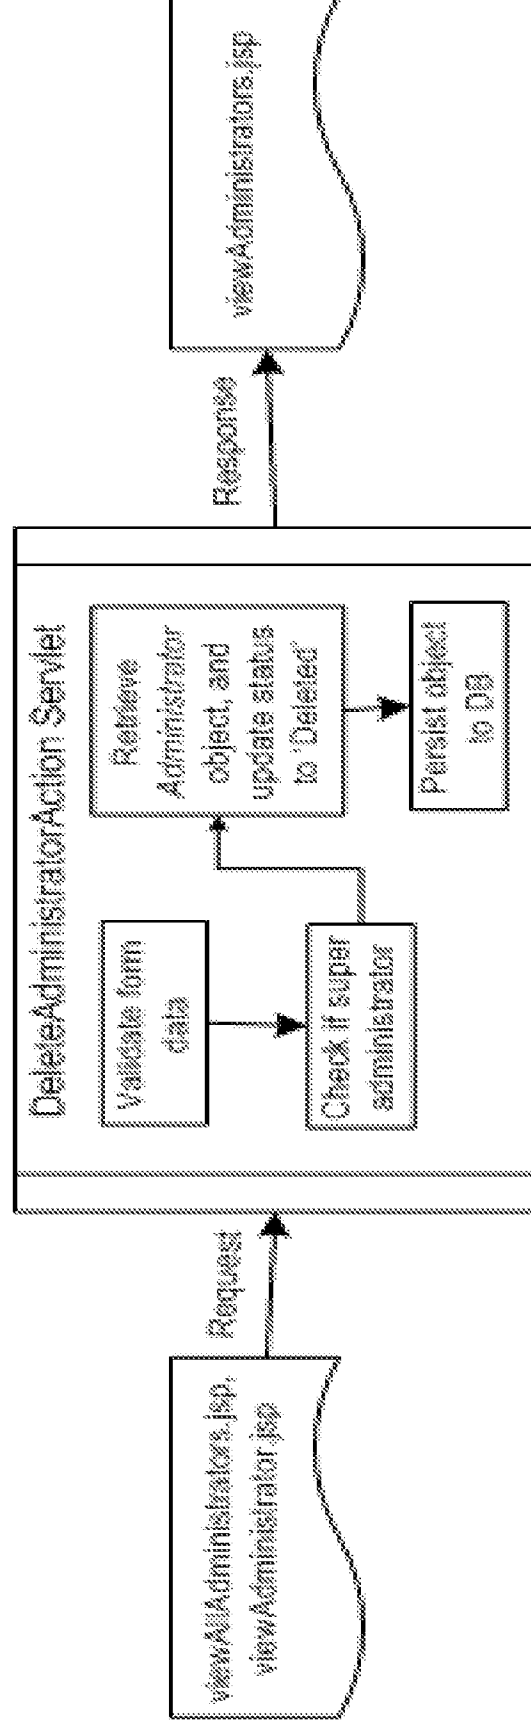 viewAllAdministrators.jsp,
viewAdministrator.jsp
Request
DeleteAdministratorAction Servlet
Validate form
data
Check if super
administrator
Retrieve
Administrator
object, and
update status
to 'Deleted'
Persist object
to DB
Response
viewAdministrators.jsp